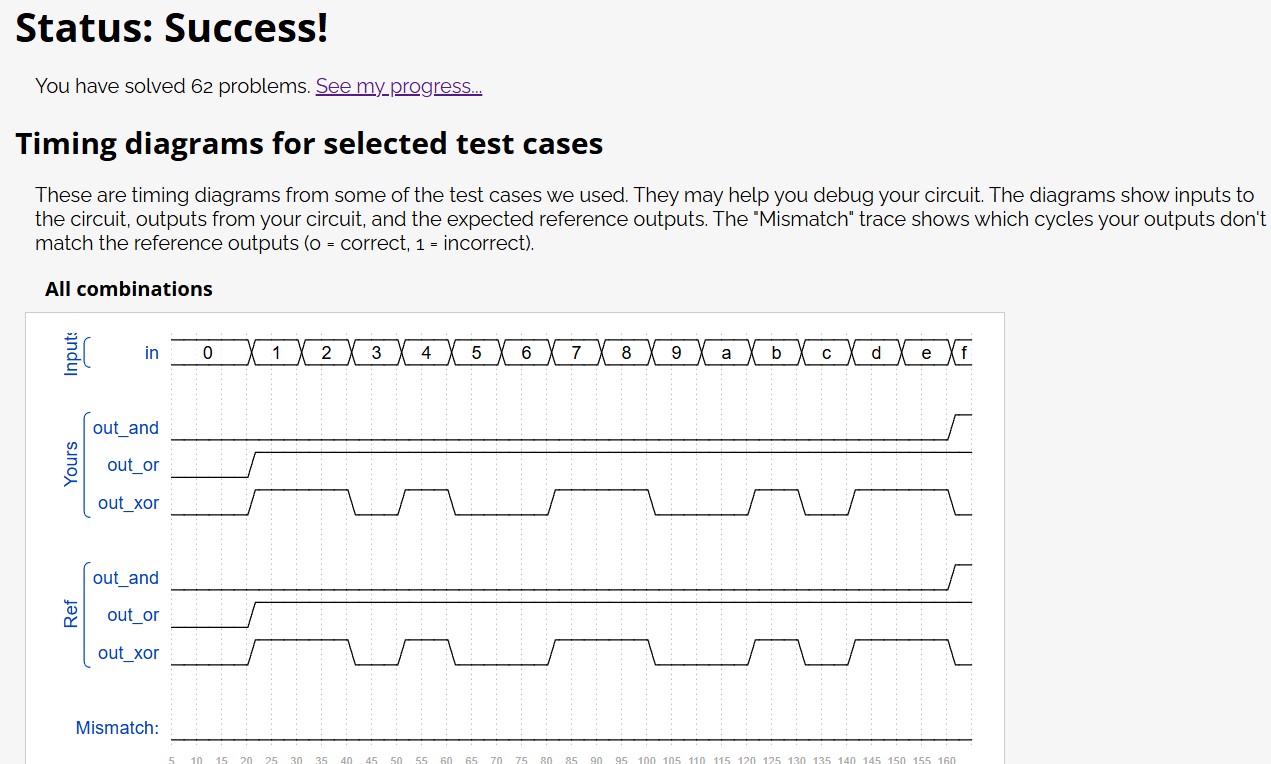 Status: Success!
You have solved 62 problems. See my progress...
Timing diagrams for selected test cases
These are timing diagrams from some of the test cases we used. They may help you debug your circuit. The diagrams show inputs to
the circuit, outputs from your circuit, and the expected reference outputs. The "Mismatch" trace shows which cycles your outputs don't
match the reference outputs (0 = correct, 1 = incorrect).
All combinations
Inputs
in 0 1 2 3 4 5 6 7 8 9 a b c d e f
Yours
out_and
out_or
out_xor
Ref
out_and
out_or
out_xor
Mismatch:
5 10 15 20 25 30 35 40 45 50 55 60 65 70 75 80 85 90 95 100 105 110 115 120 125 130 135 140 145 150 155 160